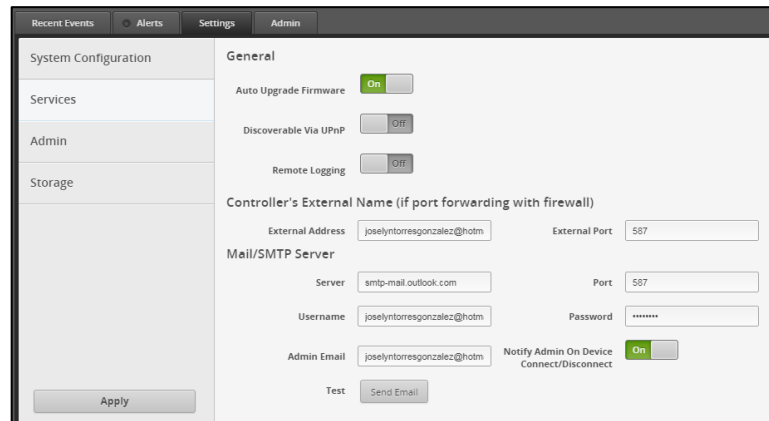 Recent Events Alerts Settings Admin
System Configuration
Services
Admin
Storage
Apply
General
Auto Upgrade Firmware On
Discoverable Via UPnP Off
Remote Logging Off
Controller's External Name (if port forwarding with firewall)
External Address joselyntorresgonzalez@hotm External Port 587
Mail/SMTP Server
Server smtp-mail.outlook.com Port 587
Username joselyntorresgonzalez@hotm Password ••••••••
Admin Email joselyntorresgonzalez@hotm Notify Admin On Device
Connect/Disconnect On
Test Send Email